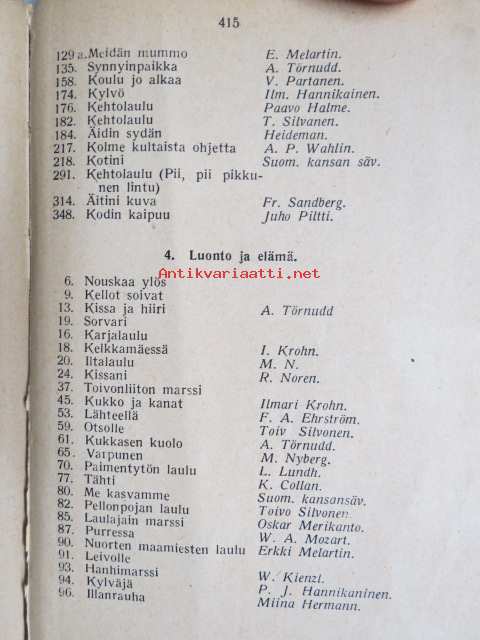 415
129 a. Meidän mummo E. Melartin.
135. Synnyinpaikka A. Törnudd.
158. Koulu jo alkaa V. Partanen.
174. Kylvö Ilm. Hannikainen.
176. Kehtolaulu Paavo Halme.
182. Kehtolaulu T. Silvanen.
184. Äidin sydän Heideman.
217. Kolme kultaista ohjetta A. P. Wahlin.
218. Kotini Suom. kansan säv.
291. Kehtolaulu (Pii, pii pikku-
nen lintu)
314. Äitini kuva Fr. Sandberg.
348. Kodin kaipuu Juho Piltti.
4. Luonto ja elämä.
Antikvariaatti.net
6. Nouskaa ylös
9. Kellot soivat
13. Kissa ja hiiri A. Törnudd
19. Sorvari
16. Karjalaulu
18. Kelkkamäessä I. Krohn.
20. Iltalaulu M. N.
24. Kissani R. Noren.
37. Toivonliiton marssi
45. Kukko ja kanat Ilmari Krohn.
53. Lähteellä F. A. Ehrström.
59. Otsolle Toiv Silvonen.
61. Kukkasen kuolo A. Törnudd.
65. Varpunen M. Nyberg.
70. Paimentytön laulu L. Lundh.
77. Tähti K. Collan.
80. Me kasvamme Suom. kansansäv.
82. Pellonpojan laulu Toivo Silvonen.
85. Laulajain marssi Oskar Merikanto.
87. Purressa W. A. Mozart.
90. Nuorten maamiesten laulu Erkki Melartin.
91. Leivolle
93. Hanhimarssi W. Kienzl.
94. Kylväjä P. J. Hannikaninen.
96. Illanrauha Miina Hermann.